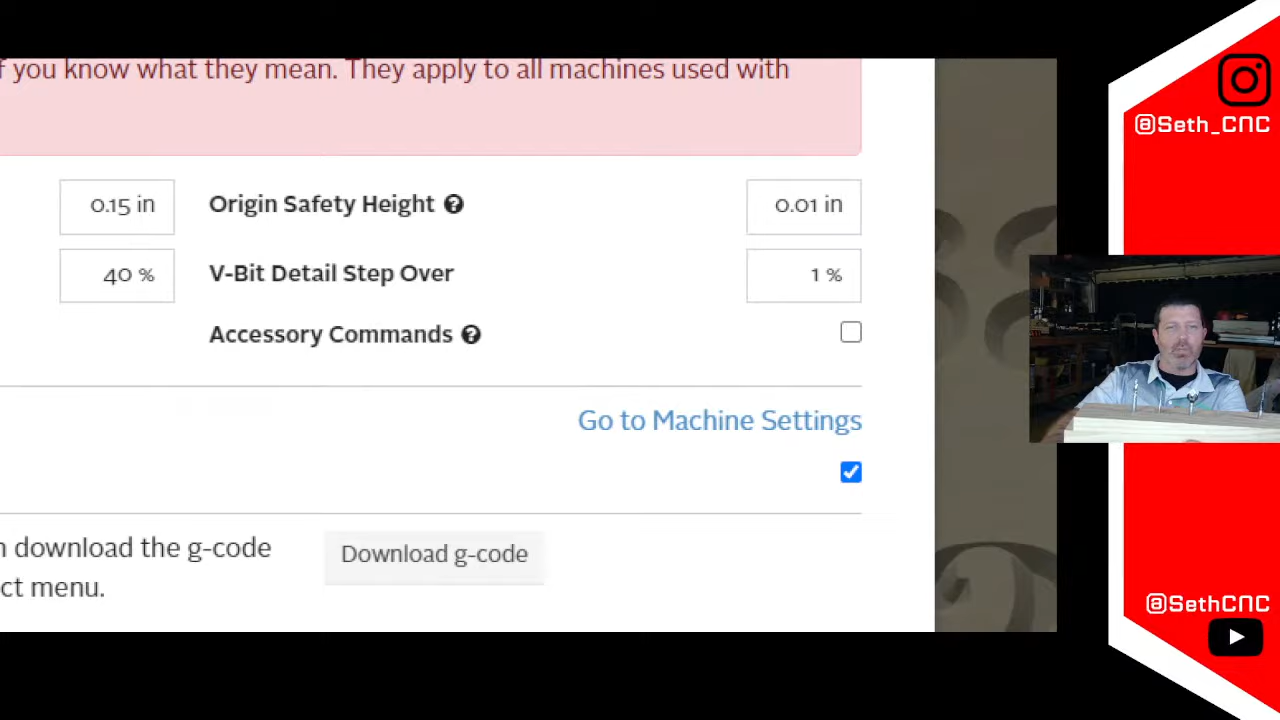 f you know what they mean. They apply to all machines used with
0.15 in Origin Safety Height 0.01 in
40 % V-Bit Detail Step Over 1 %
Accessory Commands
Go to Machine Settings
download the g-code Download g-code
ct menu.
@Seth_CNC
@SethCNC